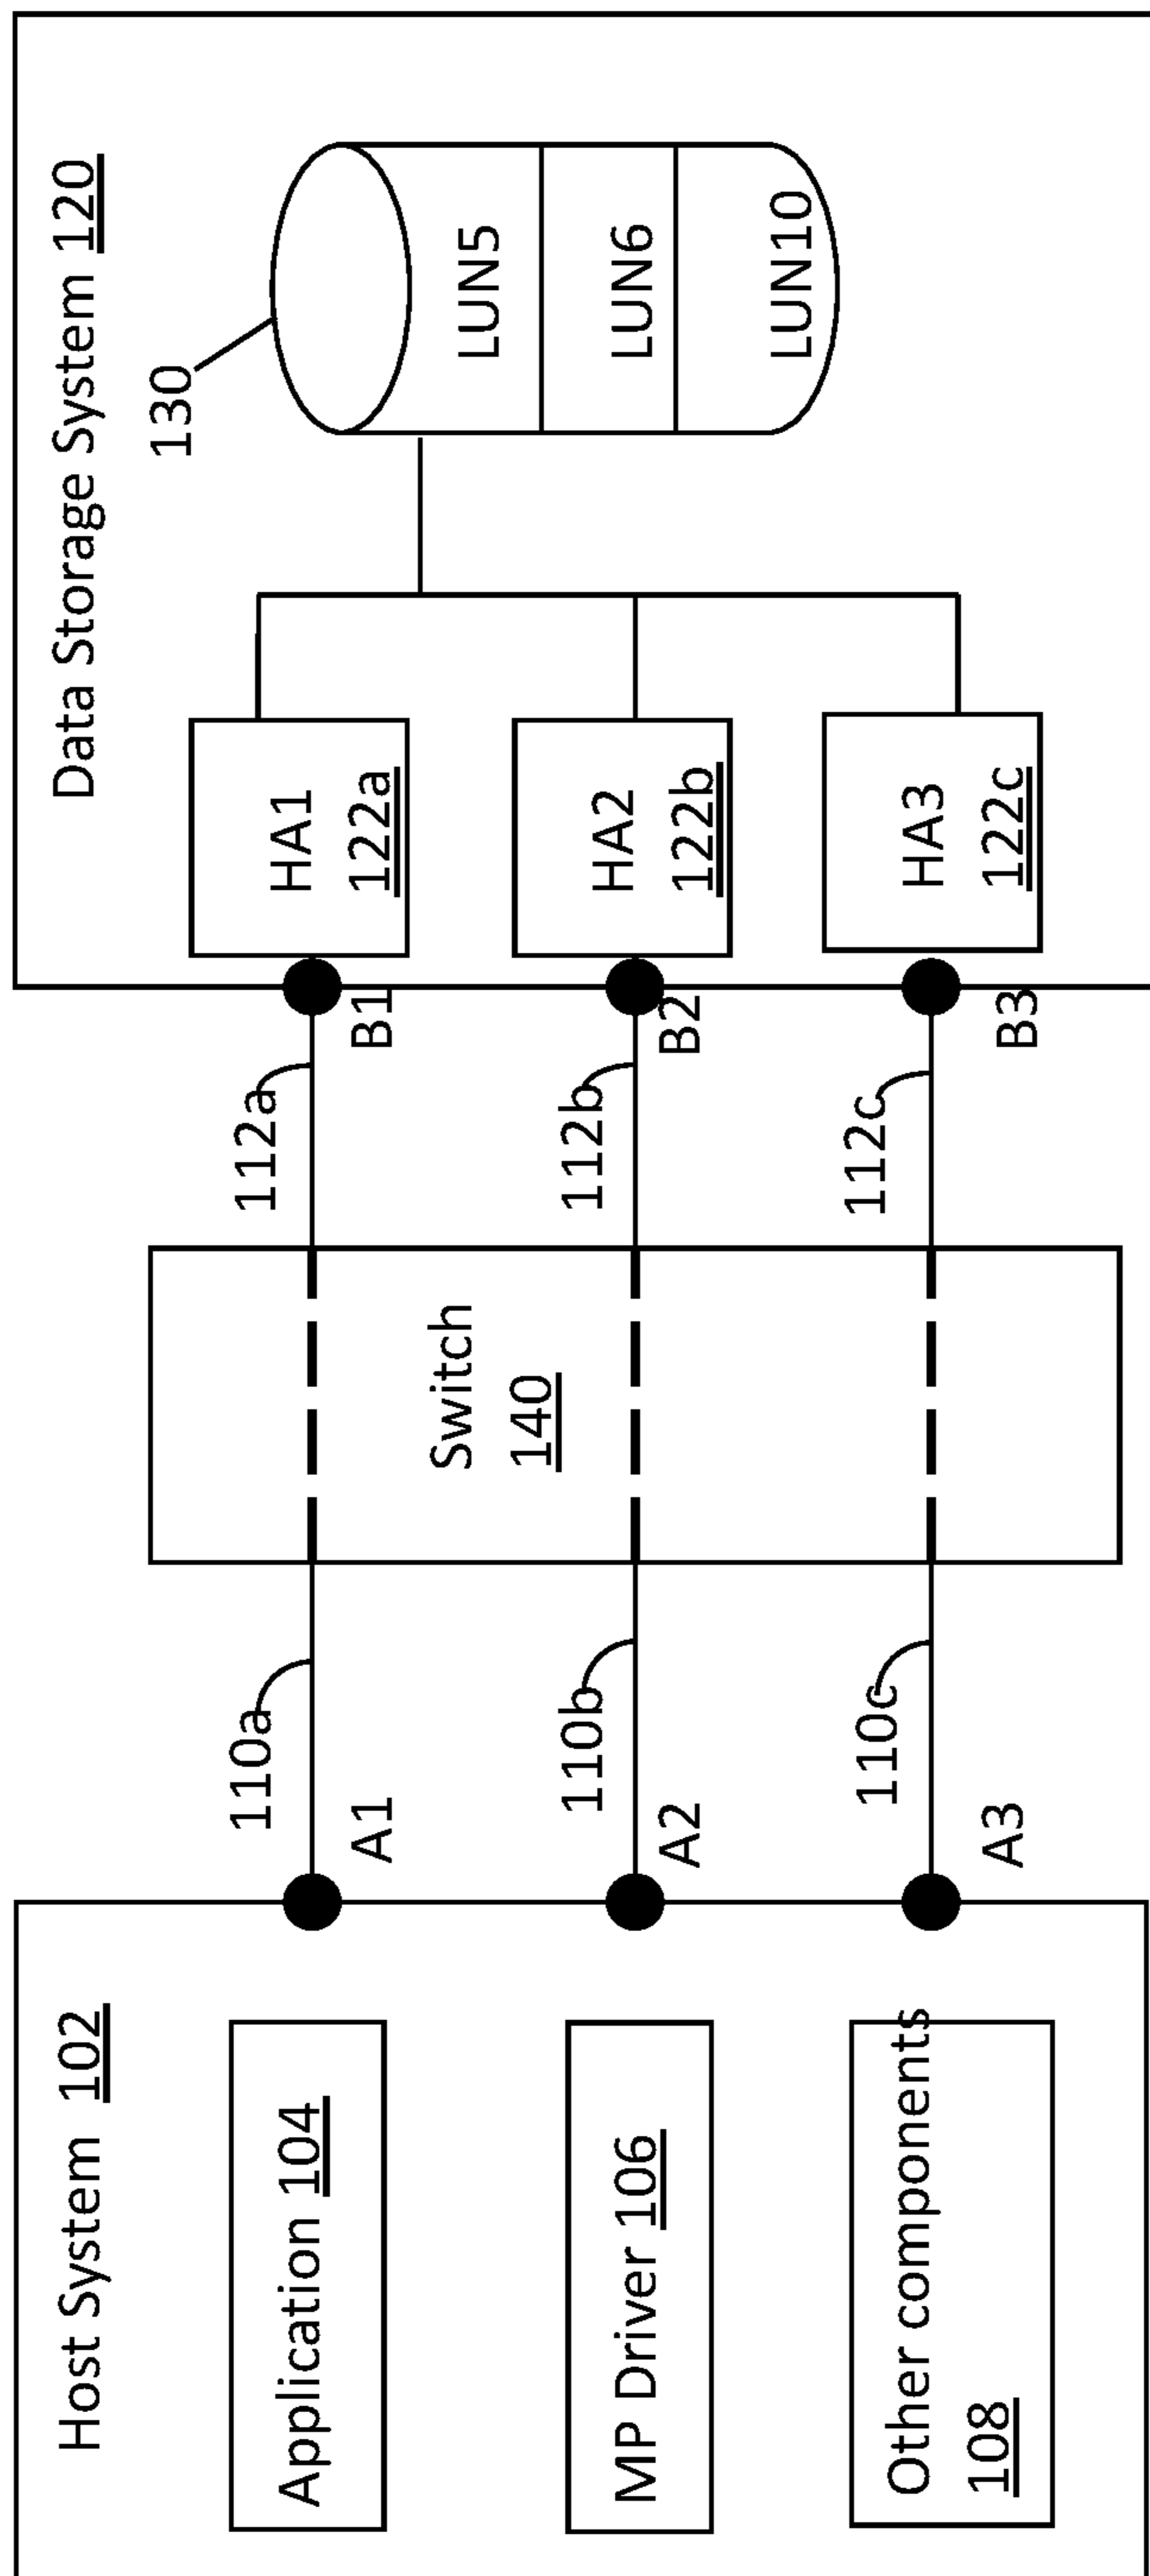 Host System 102
Application 104
MP Driver 106
Other components
108
110a
A1
110b
A2
110c
A3
Switch
140
112a
B1
112b
B2
112c
B3
Data Storage System 120
HA1
122a
HA2
122b
HA3
122c
130
LUN5
LUN6
LUN10